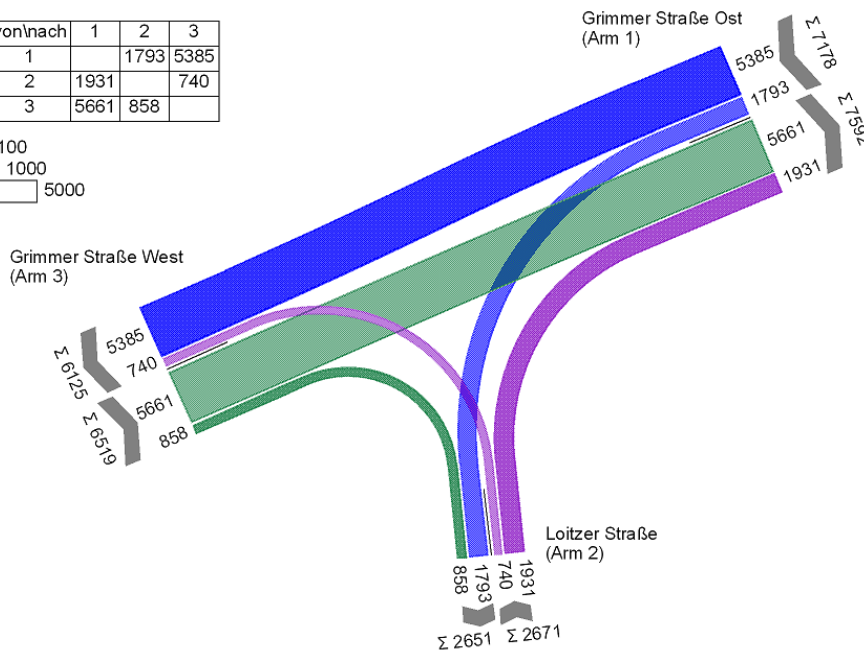 von\nach 1 2 3
1 1793 5385
2 1931 740
3 5661 858
100
1000
5000
Grimmer Straße Ost
(Arm 1)
5385
1793
5661
1931
Σ 7178
Σ 7592
Grimmer Straße West
(Arm 3)
5385
740
5661
858
Σ 6125
Σ 6519
Loitzer Straße
(Arm 2)
858
1793
740
1931
Σ 2651
Σ 2671